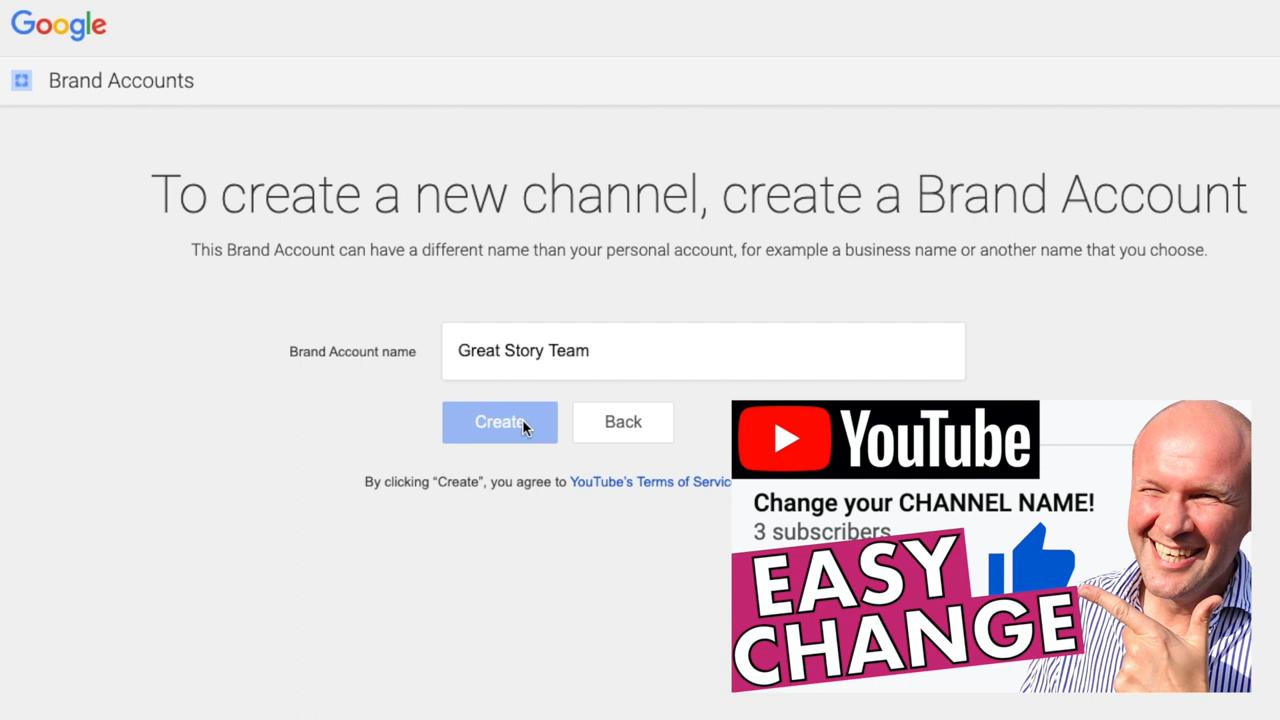 Google
Brand Accounts
To create a new channel, create a Brand Account
This Brand Account can have a different name than your personal account, for example a business name or another name that you choose.
Brand Account name
Great Story Team
Create
Back
By clicking “Create”, you agree to YouTube's Terms of Servic
YouTube
Change your CHANNEL NAME!
3 subscribers
EASY
CHANGE